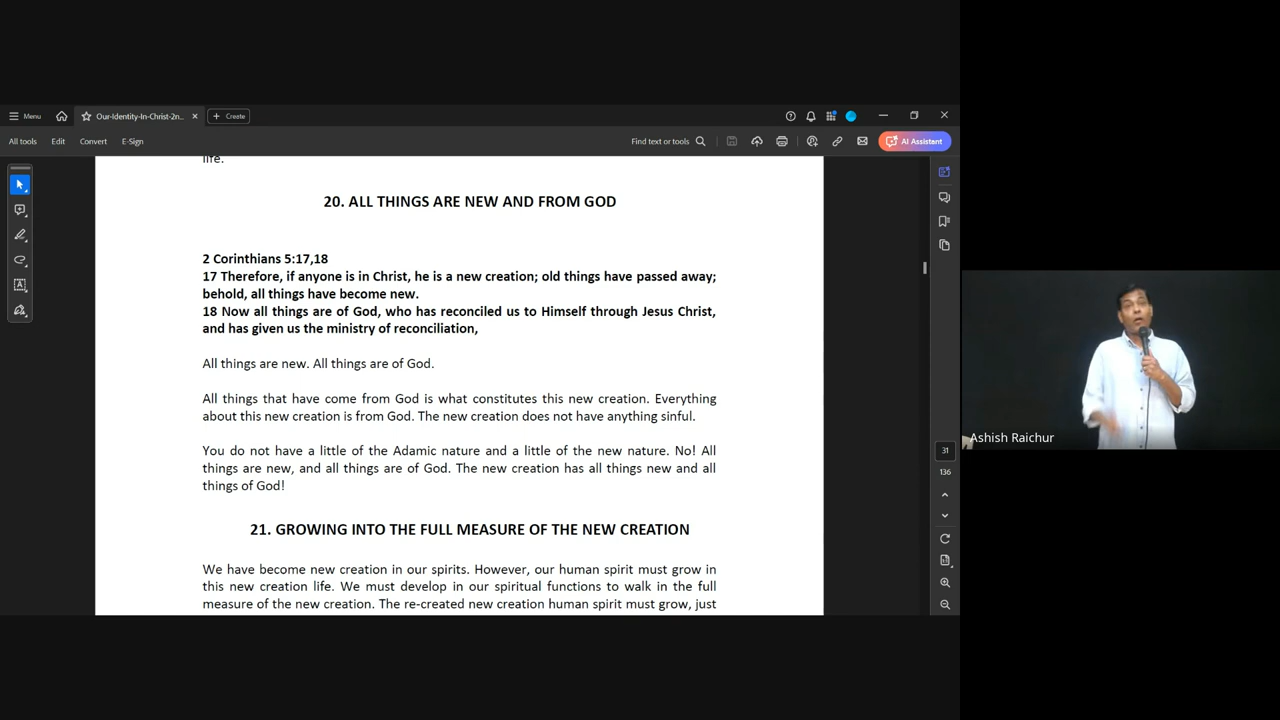 Menu
Our-Identity-In-Christ-2n...
Create
All tools
Edit
Convert
E-Sign
Find text or tools
AI Assistant
life.
20. ALL THINGS ARE NEW AND FROM GOD
2 Corinthians 5:17,18
17 Therefore, if anyone is in Christ, he is a new creation; old things have passed away;
behold, all things have become new.
18 Now all things are of God, who has reconciled us to Himself through Jesus Christ,
and has given us the ministry of reconciliation,
All things are new. All things are of God.
All things that have come from God is what constitutes this new creation. Everything
about this new creation is from God. The new creation does not have anything sinful.
You do not have a little of the Adamic nature and a little of the new nature. No! All
things are new, and all things are of God. The new creation has all things new and all
things of God!
21. GROWING INTO THE FULL MEASURE OF THE NEW CREATION
We have become new creation in our spirits. However, our human spirit must grow in
this new creation life. We must develop in our spiritual functions to walk in the full
measure of the new creation. The re-created new creation human spirit must grow, just
31
136
Ashish Raichur